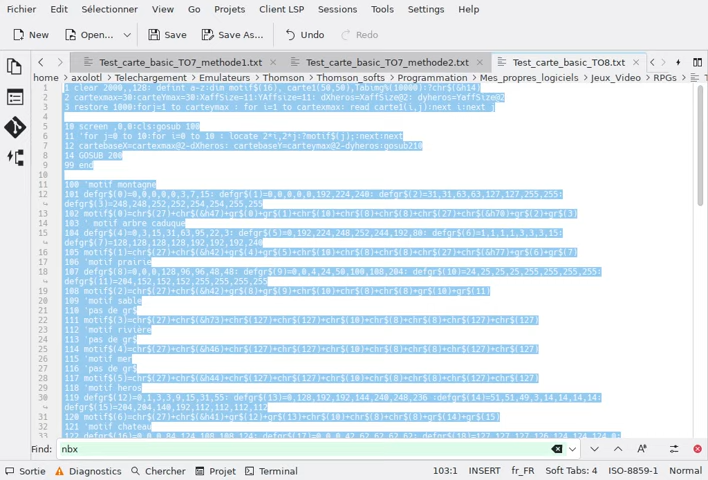 Fichier Edit Sélectionner View Go Projets Client LSP Sessions Tools Settings Help
New Open... Save Save As... Undo Redo
Test_carte_basic_TO7_methode1.txt Test_carte_basic_TO7_methode2.txt Test_carte_basic_TO8.txt
home axolotl Telechargement Emulateurs Thomson Thomson_softs Programmation Mes_propres_logiciels Jeux_Video RPGs
1 1 clear 2000,,128: defint a-z:dim motif$(16), carte1(50,50),Tabimg%(10000):?chr$(&h14)
2 2 cartexmax=30:carteYmax=30:XaffSize=11:YAffsize=11: dXheros=XaffSize@2: dyheros=YaffSize@2
3 3 restore 1000:forj=1 to carteymax : for i=1 to cartexmax: read carte1(i,j):next i:next j
4
5 10 screen ,0,0:cls:gosub 100
6 11 'for j=0 to 10:for i=0 to 10 : locate 2*i,2*j:?motif$(j);:next:next
7 12 cartebaseX=cartexmax@2-dXheros: cartebaseY=carteymax@2-dyheros:gosub210
8 14 GOSUB 200
9 99 end
10
11 100 'motif montagne
12 101 defgr$(0)=0,0,0,0,0,3,7,15: defgr$(1)=0,0,0,0,0,192,224,240: defgr$(2)=31,31,63,63,127,127,255,255:
defgr$(3)=248,248,252,252,254,254,255,255
13 102 motif$(0)=chr$(27)+chr$(&h47)+gr$(0)+gr$(1)+chr$(10)+chr$(8)+chr$(8)+chr$(27)+chr$(&h70)+gr$(2)+gr$(3)
14 103 ' motif arbre caduque
15 104 defgr$(4)=0,3,15,31,63,95,22,3: defgr$(5)=0,192,224,248,252,244,192,80: defgr$(6)=1,1,1,1,3,3,3,15:
defgr$(7)=128,128,128,128,192,192,192,240
16 105 motif$(1)=chr$(27)+chr$(&h42)+gr$(4)+gr$(5)+chr$(10)+chr$(8)+chr$(8)+chr$(27)+chr$(&h77)+gr$(6)+gr$(7)
17 106 'motif prairie
18 107 defgr$(8)=0,0,0,128,96,96,48,48: defgr$(9)=0,0,4,24,50,100,108,204: defgr$(10)=24,25,25,25,255,255,255,255:
defgr$(11)=204,152,152,152,255,255,255,255
19 108 motif$(2)=chr$(27)+chr$(&h42)+gr$(8)+gr$(9)+chr$(10)+chr$(8)+chr$(8)+gr$(10)+gr$(11)
20 109 'motif sable
21 110 'pas de gr$
22 111 motif$(3)=chr$(27)+chr$(&h73)+chr$(127)+chr$(127)+chr$(10)+chr$(8)+chr$(8)+chr$(127)+chr$(127)
23 112 'motif rivière
24 113 'pas de gr$
25 114 motif$(4)=chr$(27)+chr$(&h46)+chr$(127)+chr$(127)+chr$(10)+chr$(8)+chr$(8)+chr$(127)+chr$(127)
26 115 'motif mer
27 116 'pas de gr$
28 117 motif$(5)=chr$(27)+chr$(&h44)+chr$(127)+chr$(127)+chr$(10)+chr$(8)+chr$(8)+chr$(127)+chr$(127)
29 118 'motif heros
30 119 defgr$(12)=0,1,3,3,9,15,31,55: defgr$(13)=0,128,192,192,144,240,248,236 :defgr$(14)=51,51,49,3,14,14,14,14:
defgr$(15)=204,204,140,192,112,112,112,112
31 120 motif$(6)=chr$(27)+chr$(&h41)+gr$(12)+gr$(13)+chr$(10)+chr$(8)+chr$(8)+gr$(14)+gr$(15)
32 121 'motif chateau
33
Find: nbx
Sortie Diagnostics Chercher Projet Terminal 103:1 INSERT fr_FR Soft Tabs: 4 ISO-8859-1 Normal